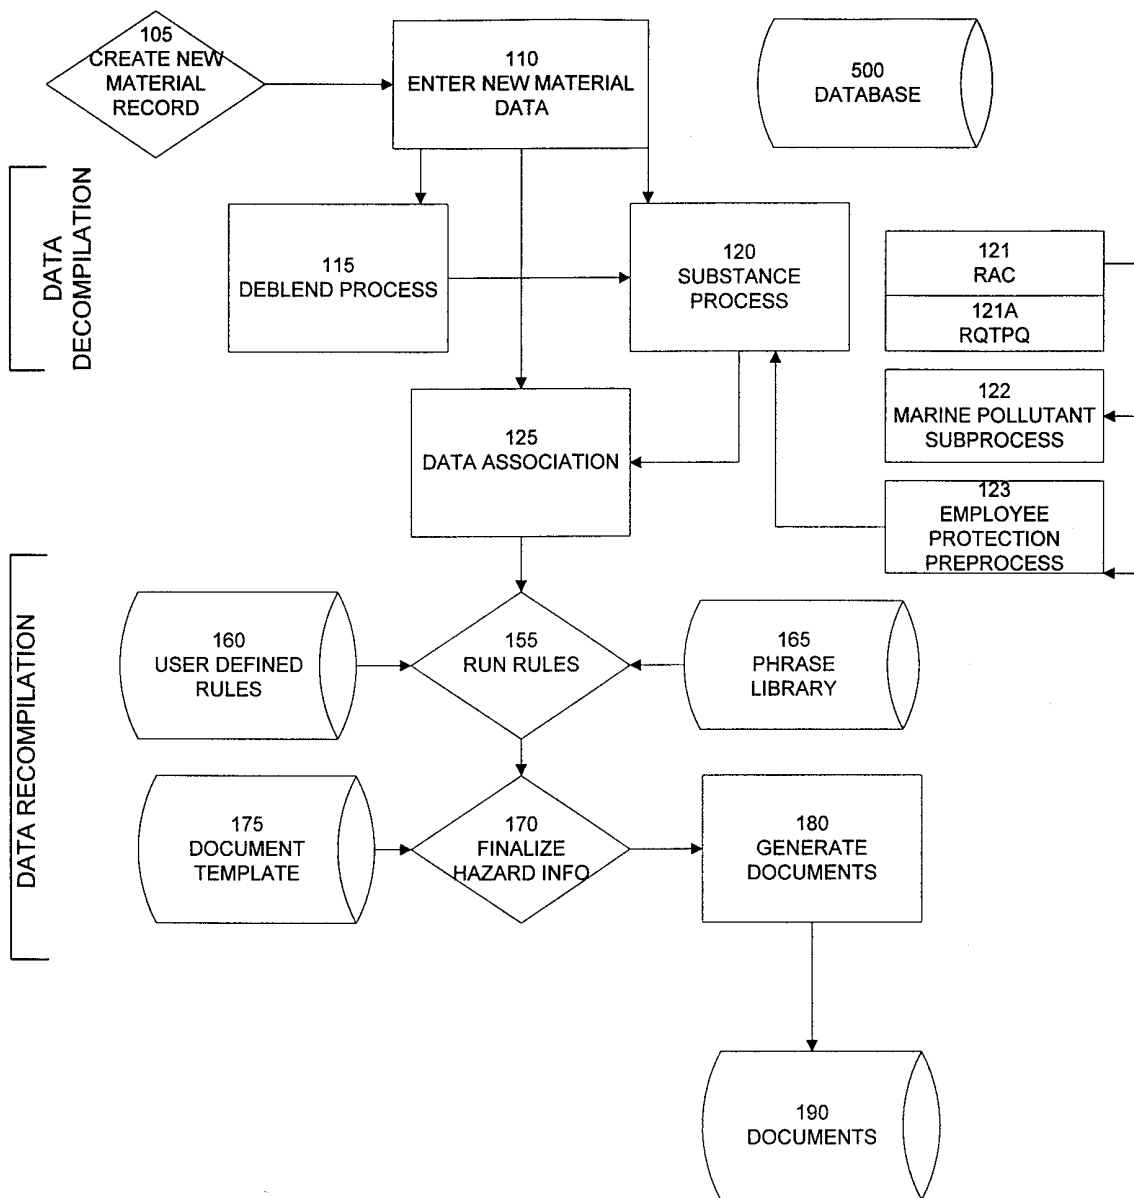 105
CREATE NEW
MATERIAL
RECORD
110
ENTER NEW MATERIAL
DATA
500
DATABASE
DATA
DECOMPILATION
115
DEBLEND PROCESS
120
SUBSTANCE
PROCESS
121
RAC
121A
RQTPQ
122
MARINE POLLUTANT
SUBPROCESS
123
EMPLOYEE
PROTECTION
PREPROCESS
125
DATA ASSOCIATION
DATA RECOMPILATION
160
USER DEFINED
RULES
155
RUN RULES
165
PHRASE
LIBRARY
175
DOCUMENT
TEMPLATE
170
FINALIZE
HAZARD INFO
180
GENERATE
DOCUMENTS
190
DOCUMENTS